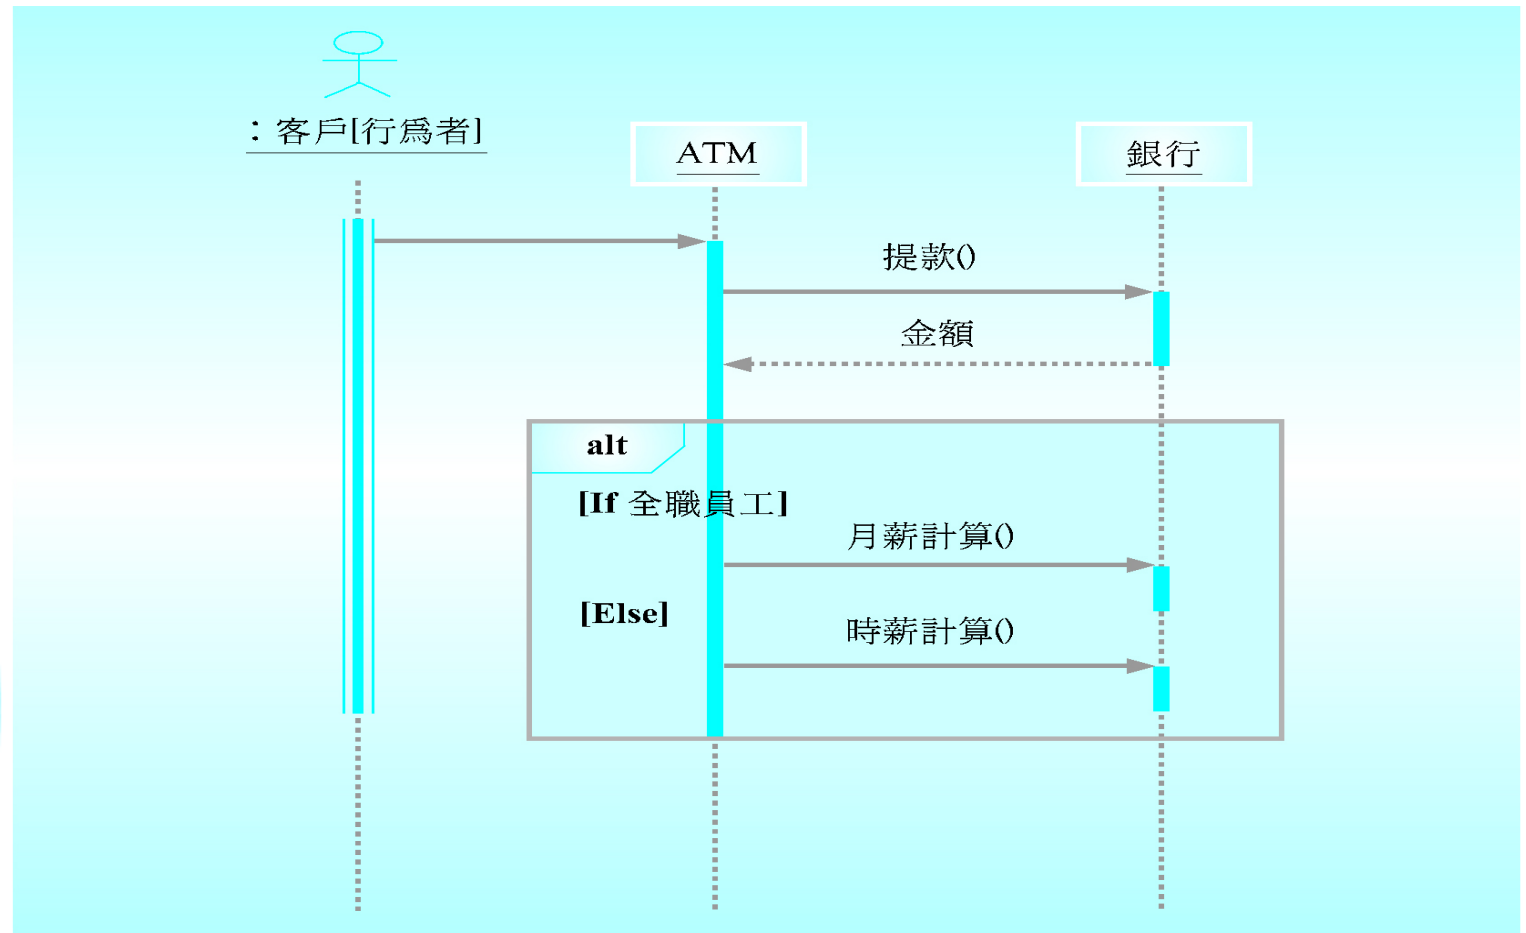 ：客戶[行爲者]
ATM
銀行
提款()
金額
alt
[If 全職員工]
月薪計算()
[Else]
時薪計算()